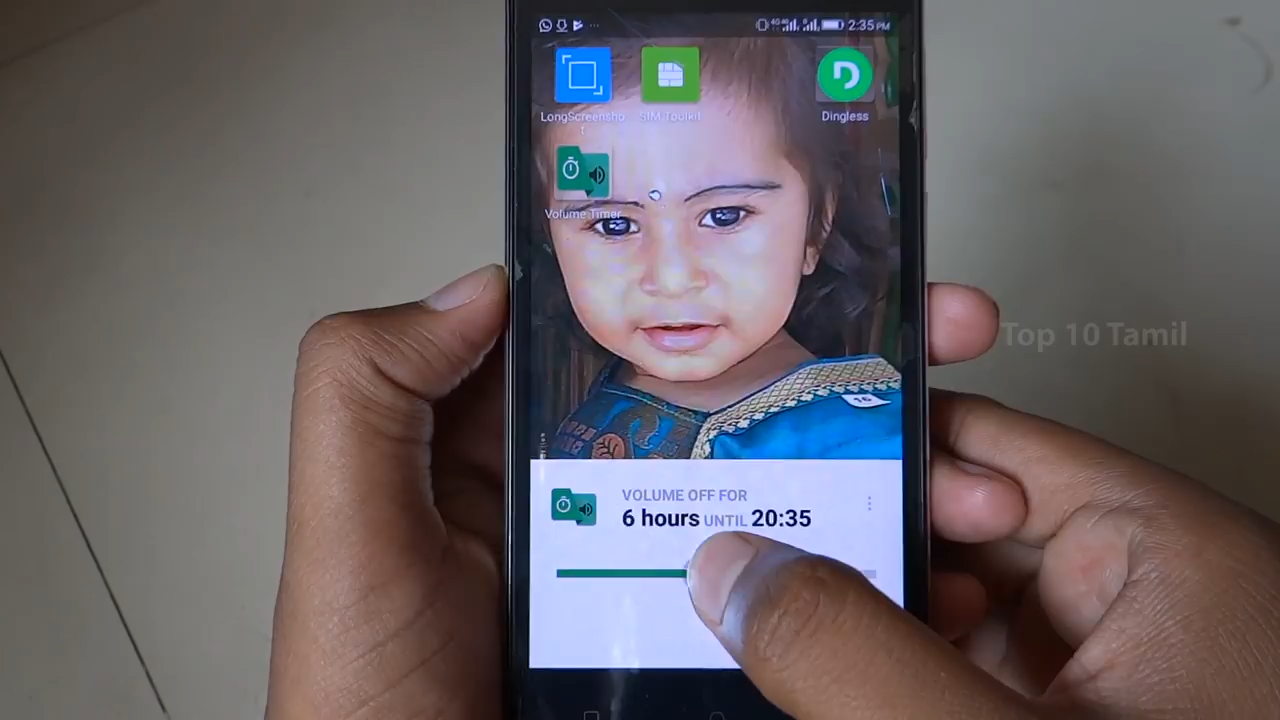 2:35 PM
LongScreensho
t
SIM Toolkit
Dingless
Volume Timer
Top 10 Tamil
16
VOLUME OFF FOR
6 hours UNTIL 20:35